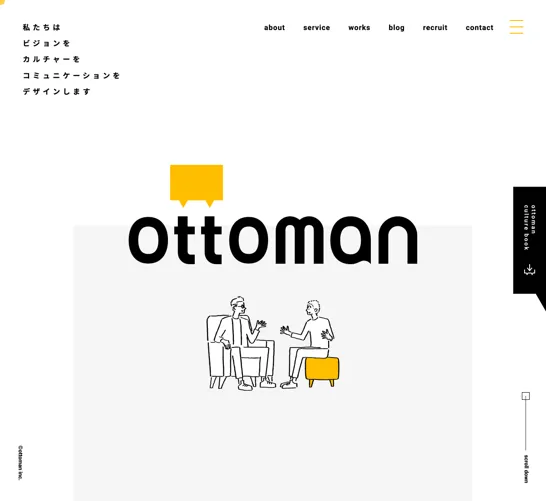 私たちは
ビジョンを
カルチャーを
コミュニケーションを
デザインします
about service works blog recruit contact
ottoman
ottoman
culture book
scroll down
©ottoman inc.